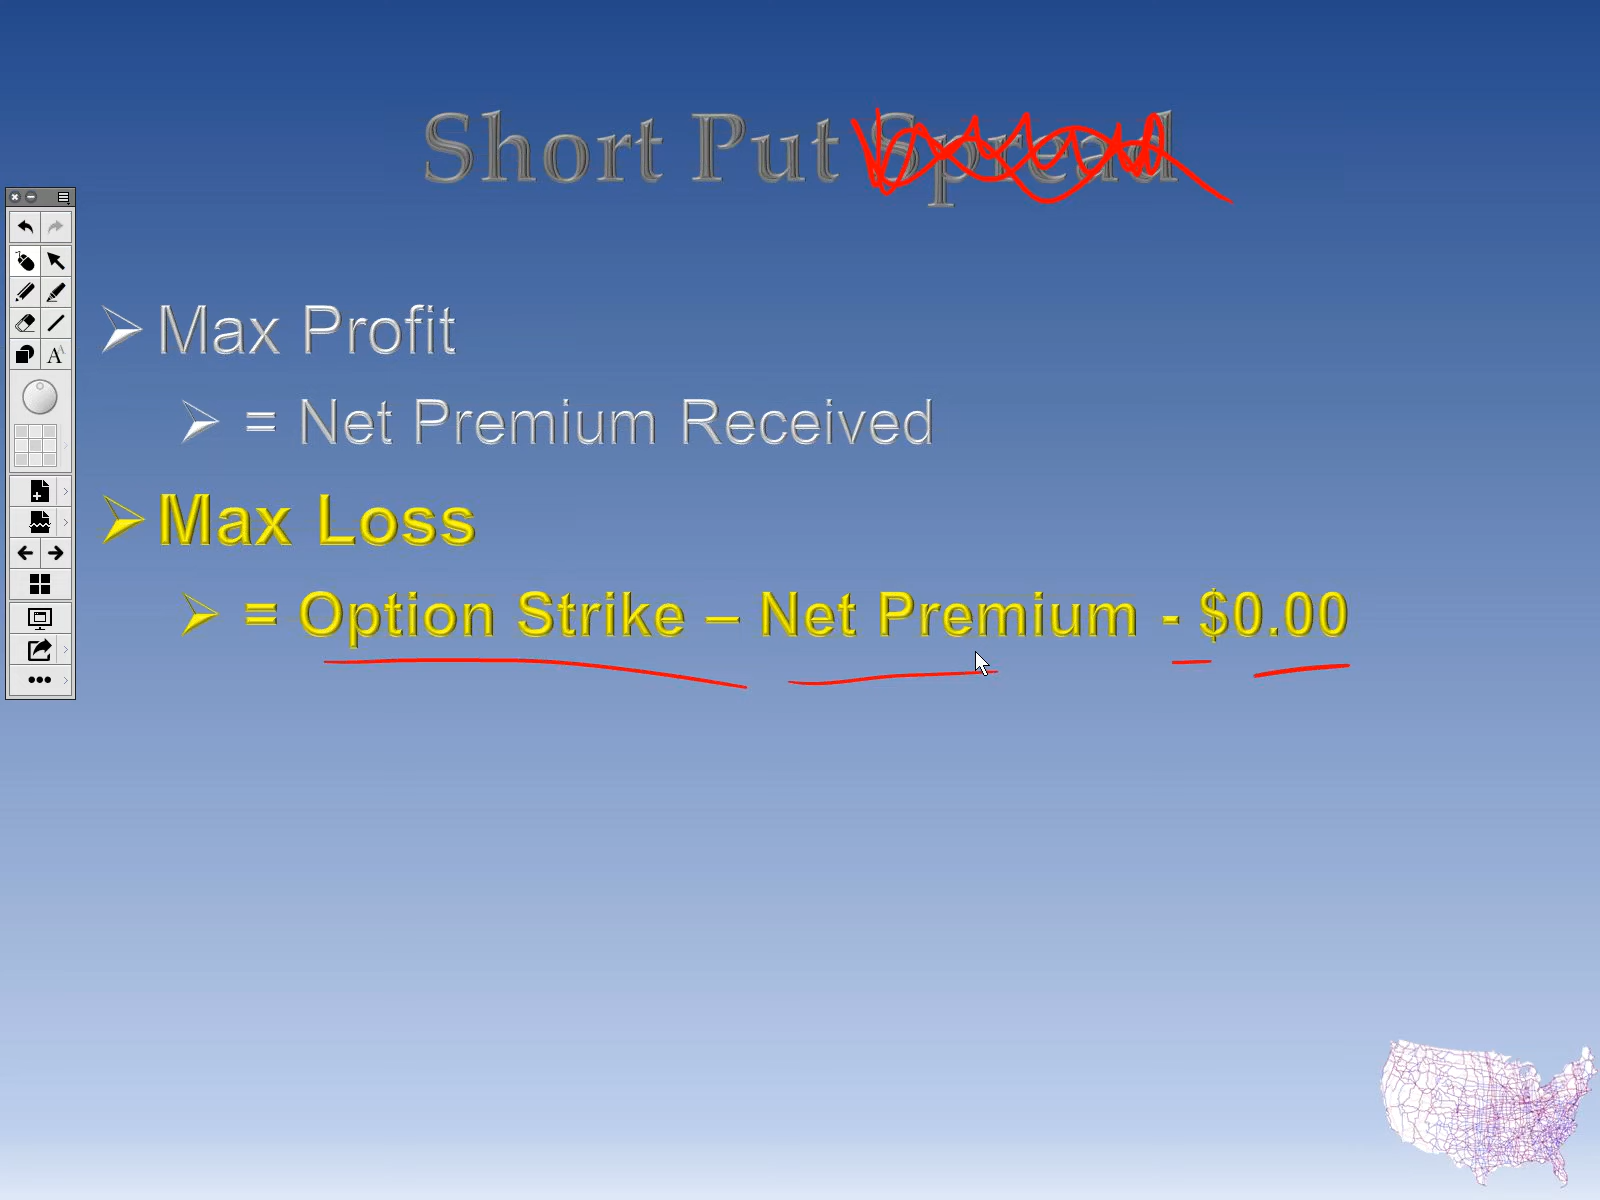 Short Put Spread
Max Profit
= Net Premium Received
Max Loss
= Option Strike – Net Premium - $0.00